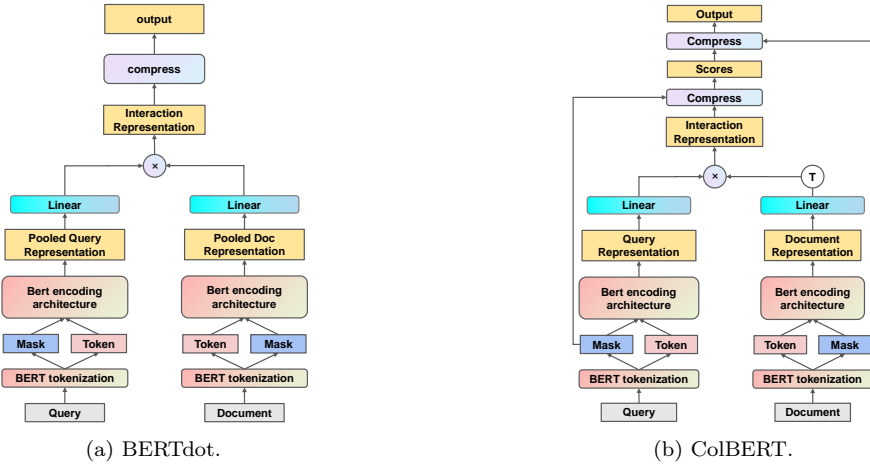 output
compress
Interaction
Representation
×
Linear
Linear
Pooled Query
Representation
Pooled Doc
Representation
Bert encoding
architecture
Bert encoding
architecture
Mask
Token
Token
Mask
BERT tokenization
BERT tokenization
Query
Document
(a) BERTdot.
Output
Compress
Scores
Compress
Interaction
Representation
×
T
Linear
Linear
Query
Representation
Document
Representation
Bert encoding
architecture
Bert encoding
architecture
Mask
Token
Token
Mask
BERT tokenization
BERT tokenization
Query
Document
(b) ColBERT.